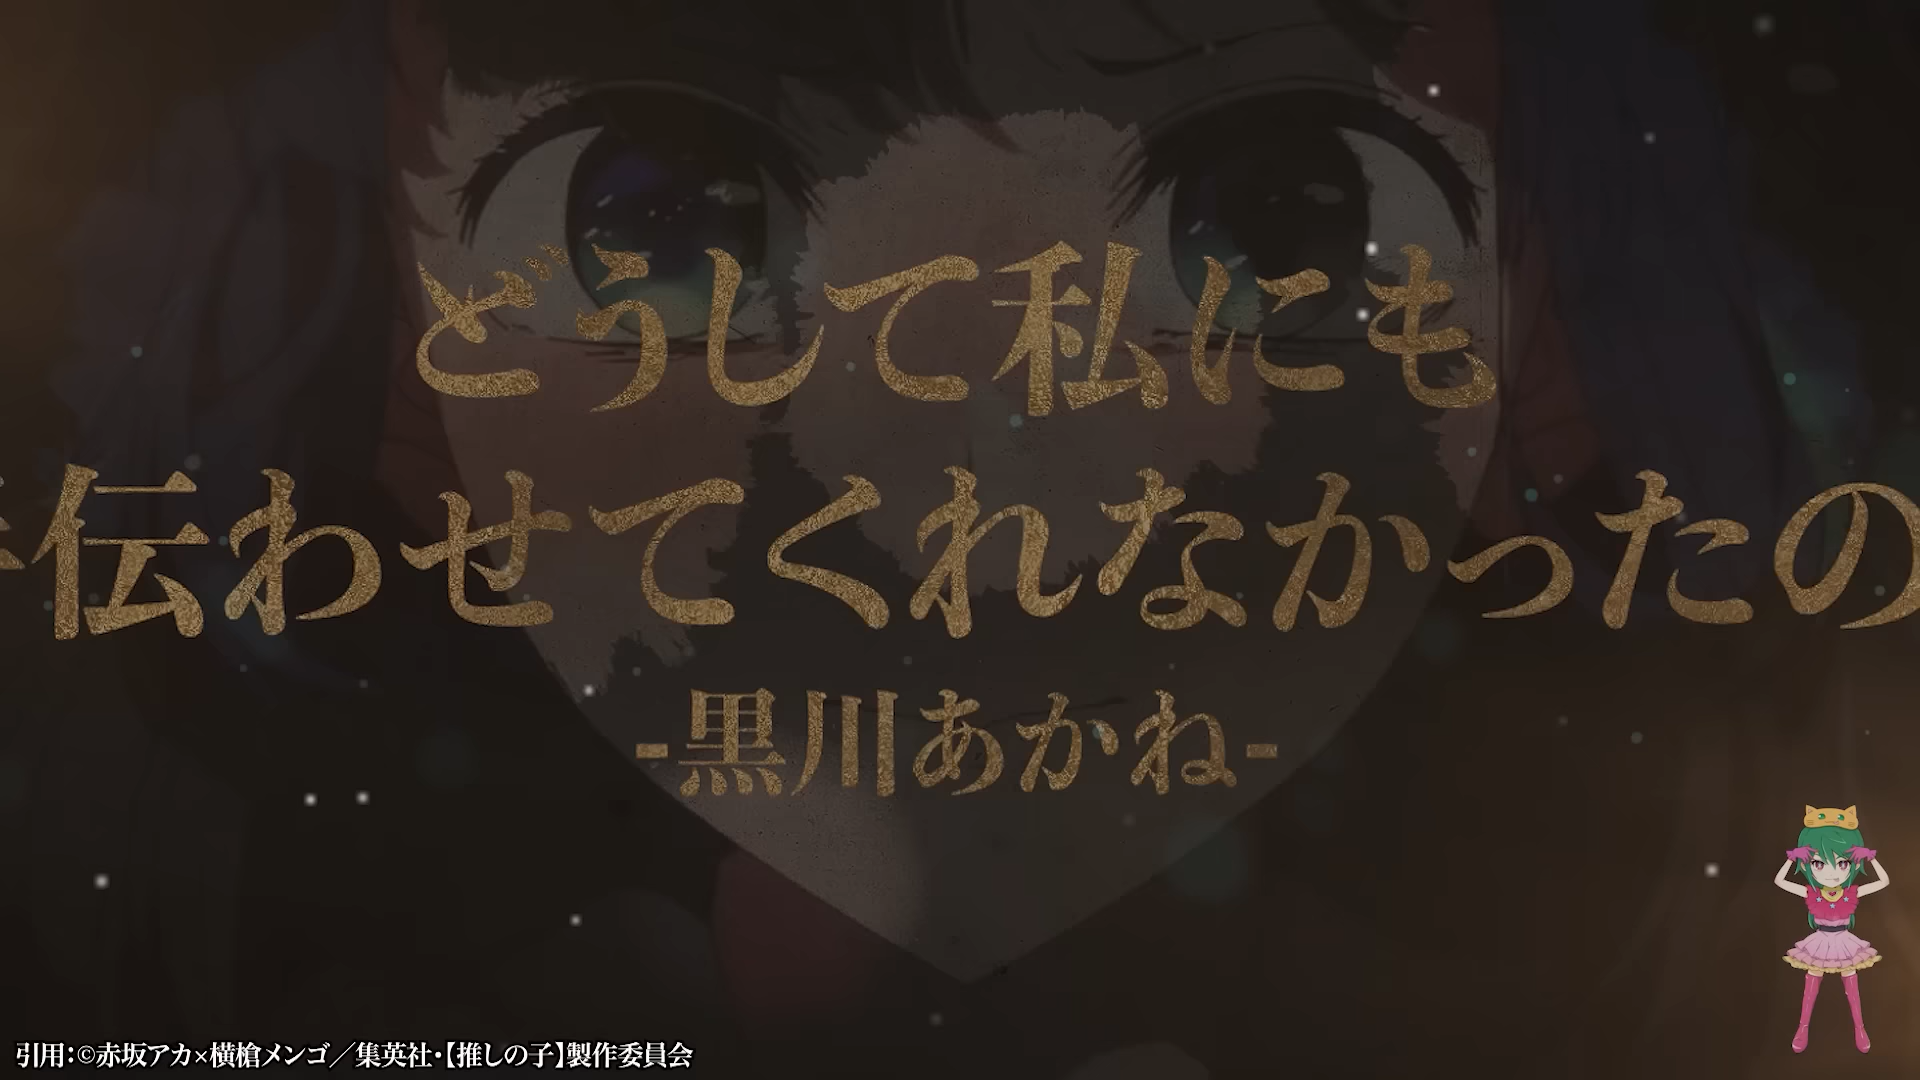 どうして私にも
伝わせてくれなかったの
-黒川あかね-
引用：©赤坂アカ×横槍メンゴ／集英社・【推しの子】製作委員会